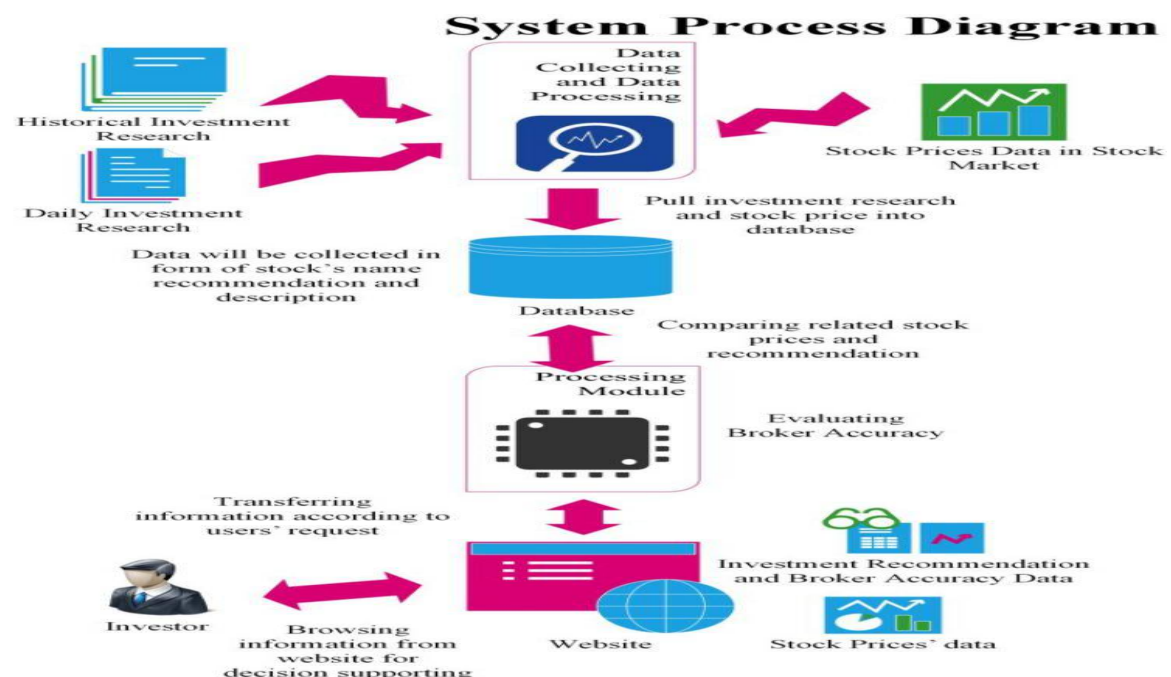 System Process Diagram
Data
Collecting
and Data
Processing
Historical Investment
Research
Stock Prices Data in Stock
Market
Daily Investment
Research
Pull investment research
and stock price into
database
Data will be collected in
form of stock's name
recommendation and
description
Database
Comparing related stock
prices and
recommendation
Processing
Module
Evaluating
Broker Accuracy
Transferring
information according to
users' request
Investment Recommendation
and Broker Accuracy Data
Investor
Browsing
information from
website for
decision supporting
Website
Stock Prices' data